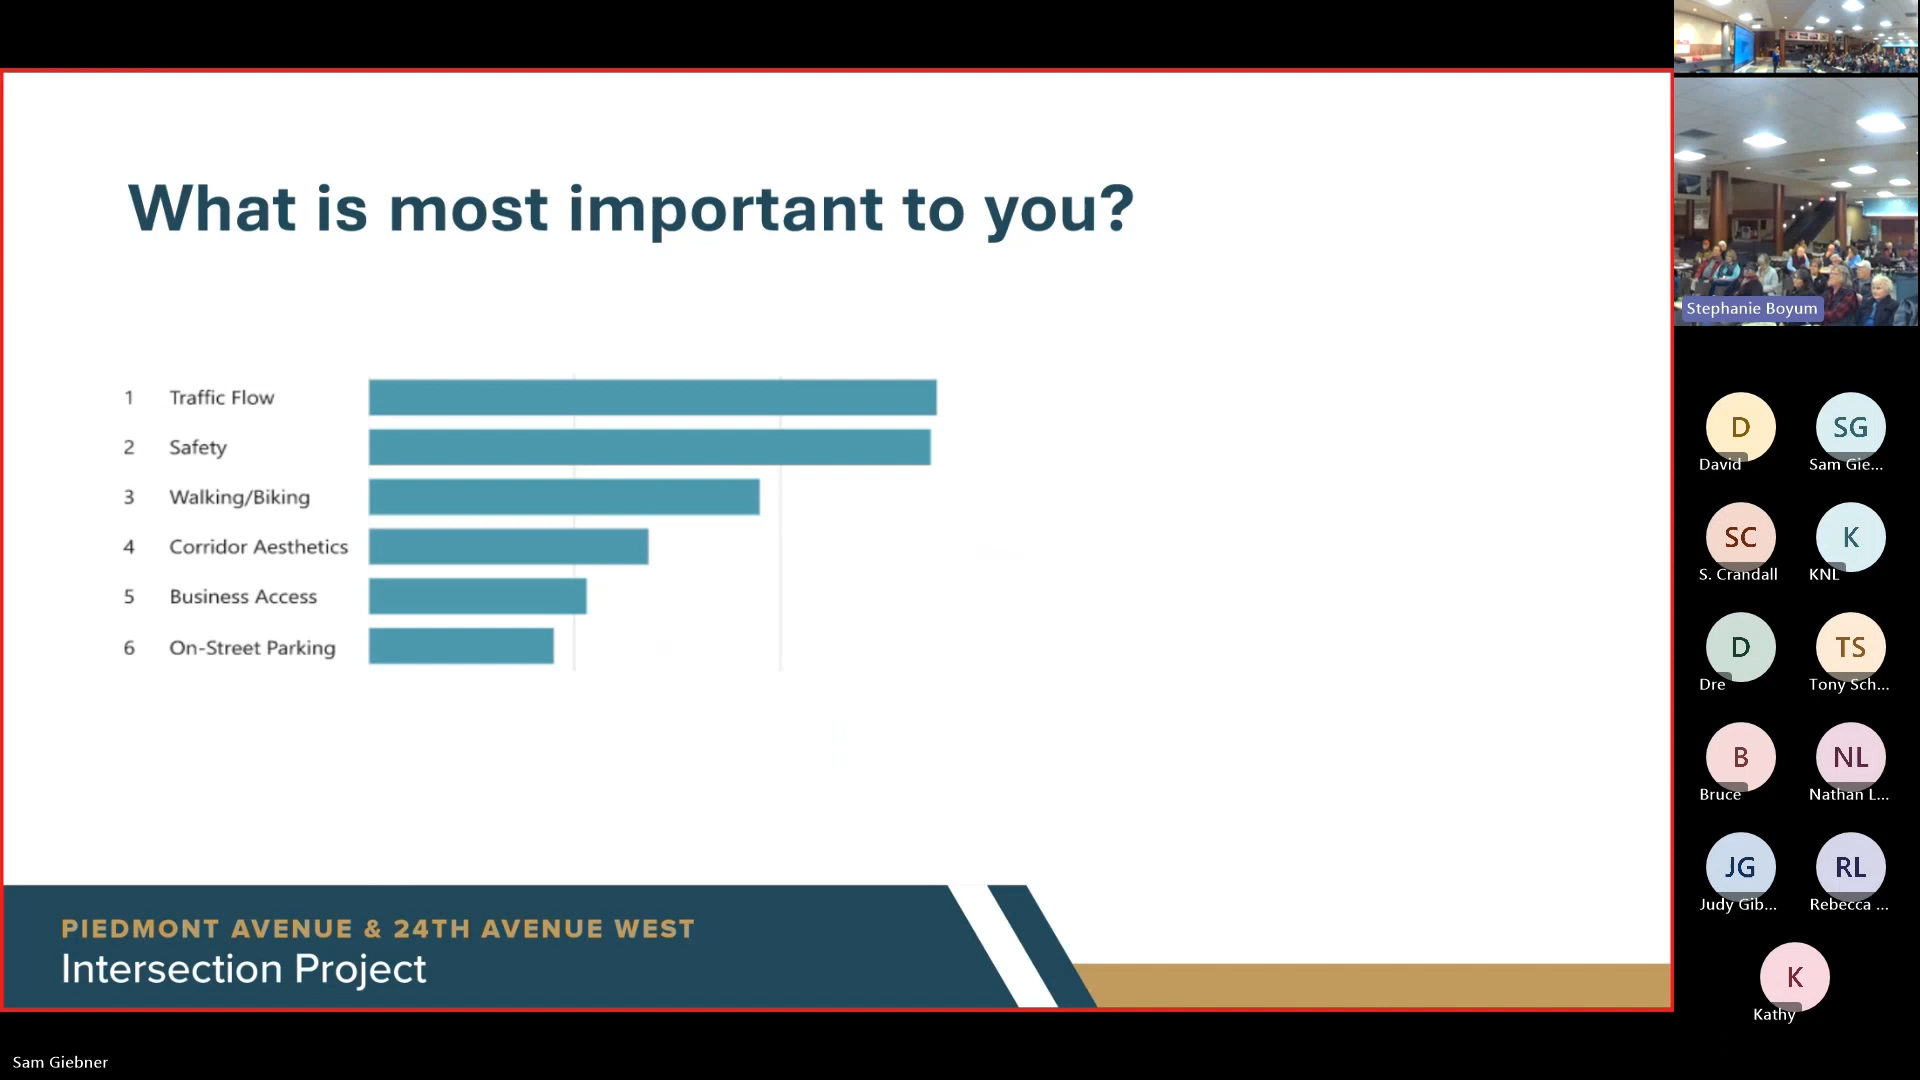 What is most important to you?
1 Traffic Flow
2 Safety
3 Walking/Biking
4 Corridor Aesthetics
5 Business Access
6 On-Street Parking
PIEDMONT AVENUE & 24TH AVENUE WEST
Intersection Project
Sam Giebner
Stephanie Boyum
D
David
SG
Sam Gie...
SC
S. Crandall
K
KNL
D
Dre
TS
Tony Sch...
B
Bruce
NL
Nathan L...
JG
Judy Gib...
RL
Rebecca ...
K
Kathy